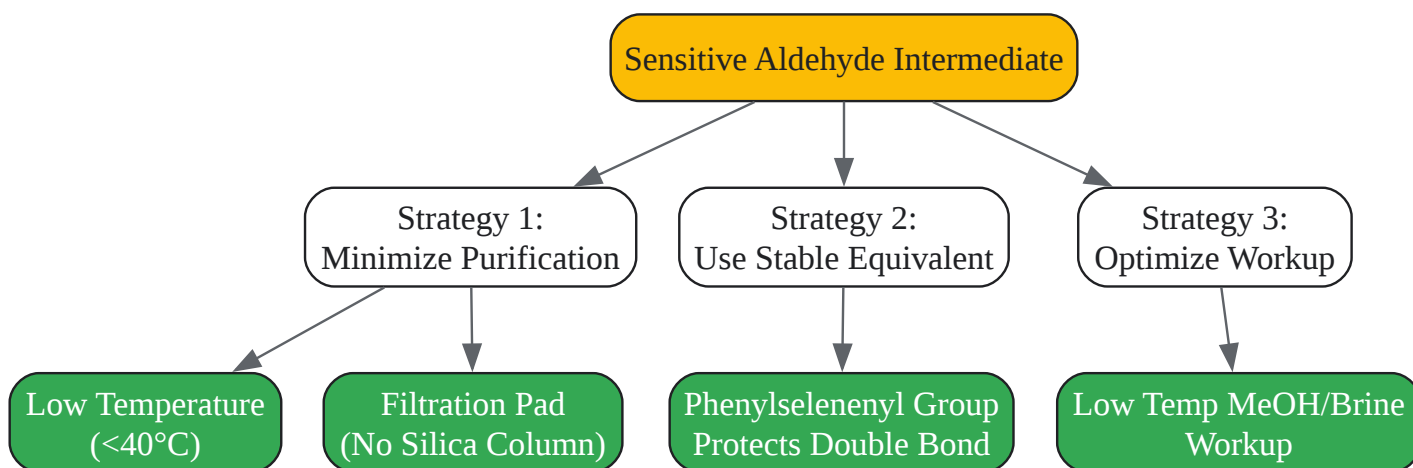 Sensitive Aldehyde Intermediate
Strategy 1:
Minimize Purification
Strategy 2:
Use Stable Equivalent
Strategy 3:
Optimize Workup
Low Temperature
(<40°C)
Filtration Pad
(No Silica Column)
Phenylselenenyl Group
Protects Double Bond
Low Temp MeOH/Brine
Workup